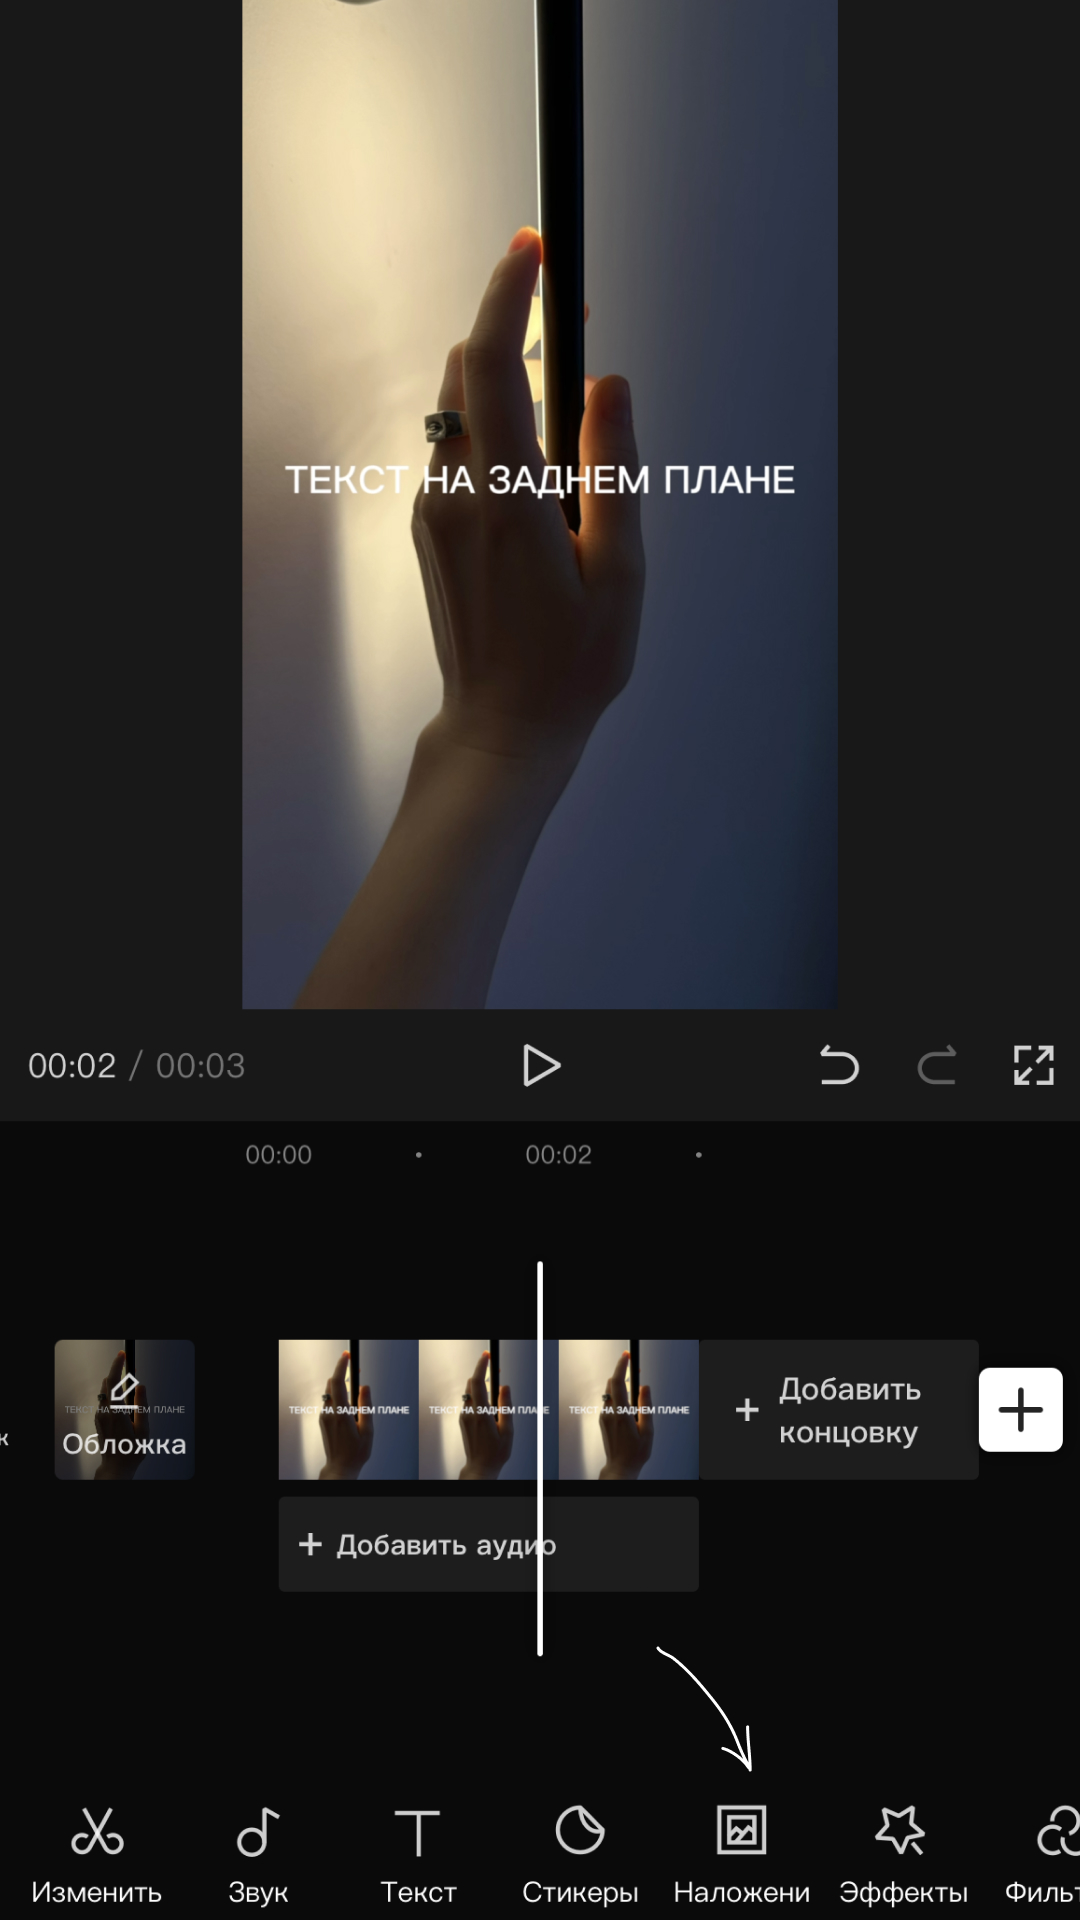 ТЕКСТ НА ЗАДНЕМ ПЛАНЕ
00:02 / 00:03
00:00
00:02
Обложка
ТЕКСТ НА ЗАДНЕМ ПЛАНЕ
ТЕКСТ НА ЗАДНЕМ ПЛАНЕ
ТЕКСТ НА ЗАДНЕМ ПЛАНЕ
ТЕКСТ НА ЗАДНЕМ ПЛАНЕ
Добавить
концовку
ж
Добавить аудио
Изменить
Звук
Текст
Стикеры
Наложени
Эффекты
Фильт